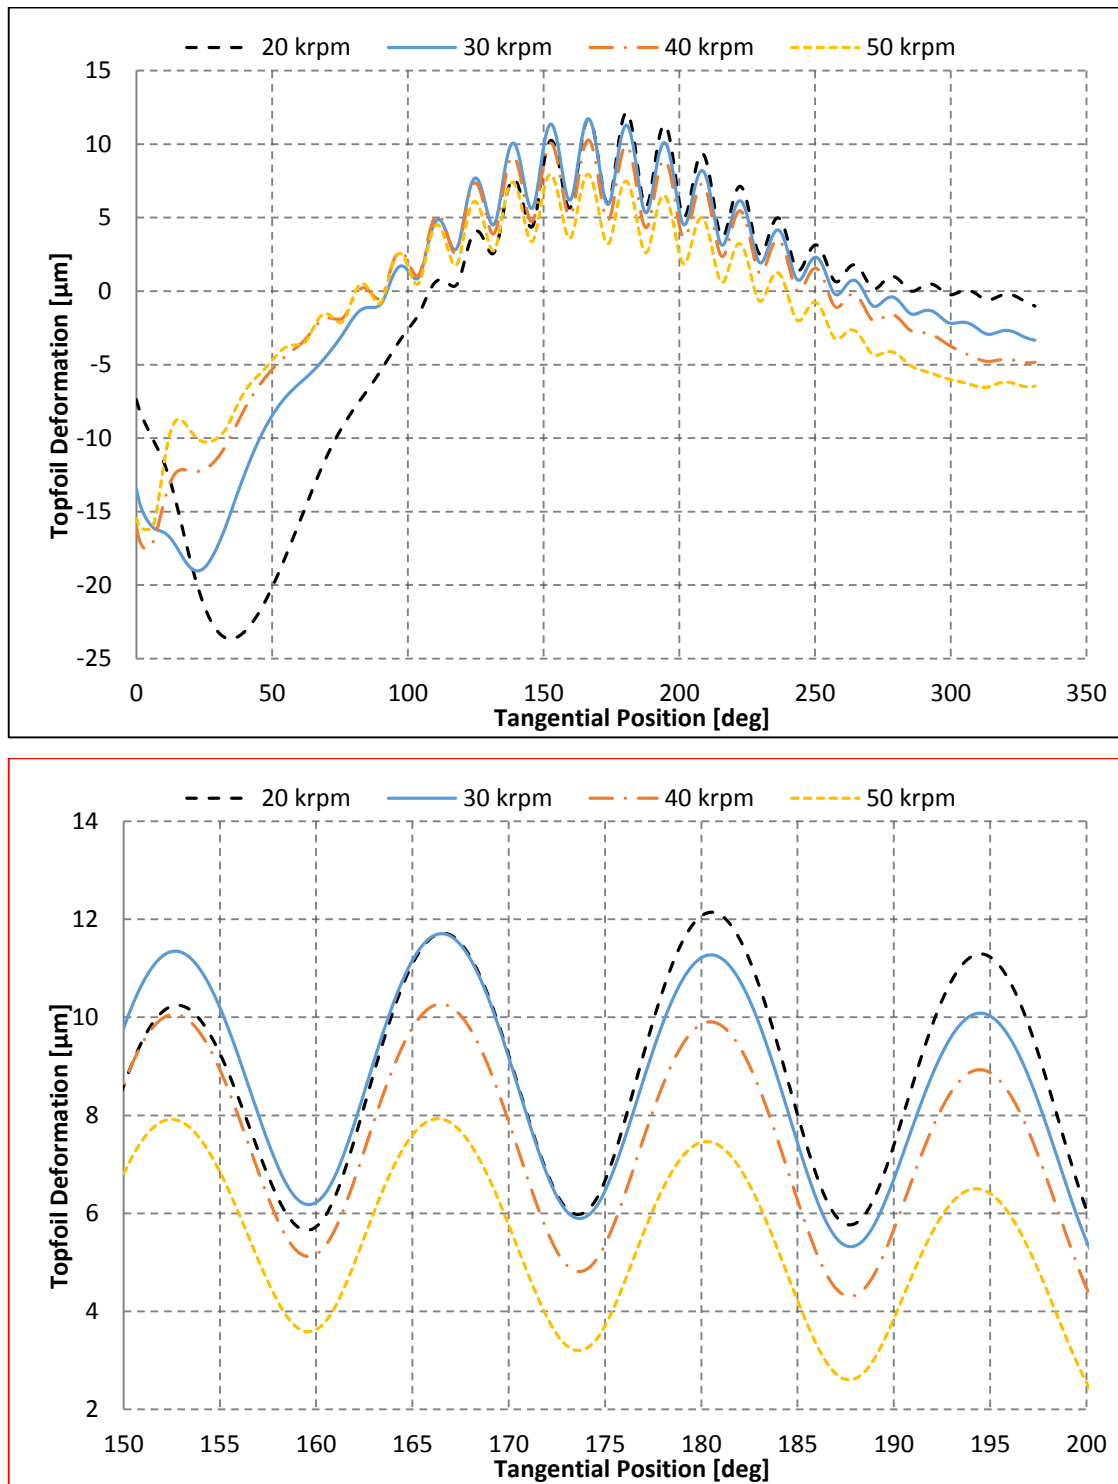 20 krpm 30 krpm 40 krpm 50 krpm
15
10
5
0
-5
-10
-15
-20
-25
Topfoil Deformation [µm]
0 50 100 150 200 250 300 350
Tangential Position [deg]
20 krpm 30 krpm 40 krpm 50 krpm
14
12
10
8
6
4
2
Topfoil Deformation [µm]
150 155 160 165 170 175 180 185 190 195 200
Tangential Position [deg]